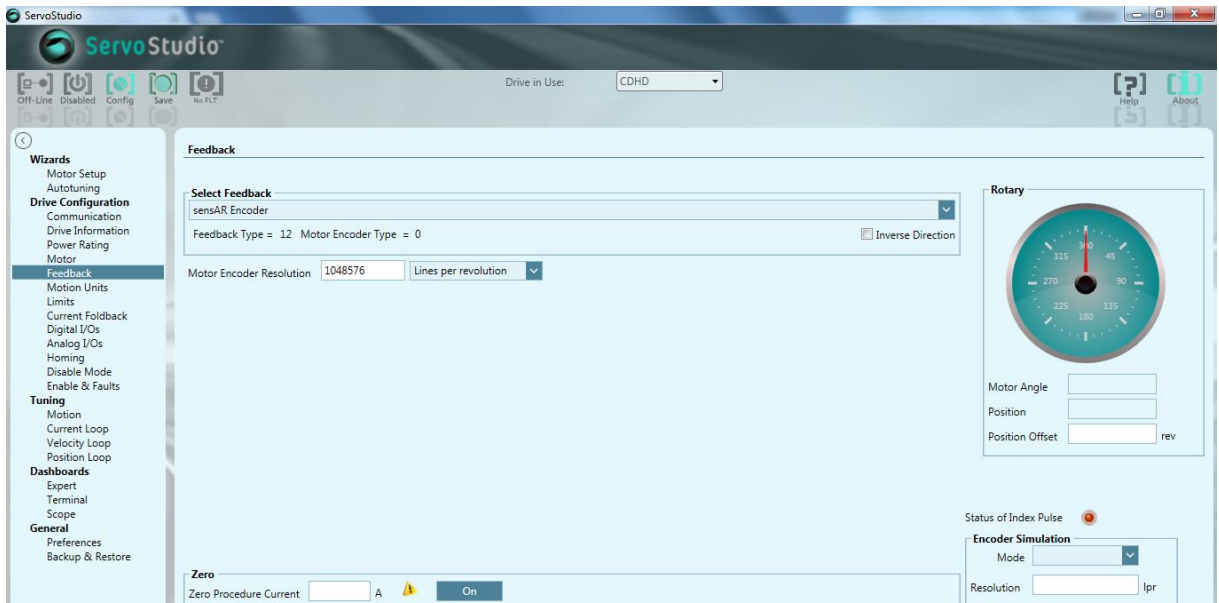 ServoStudio
ServoStudio
Off-Line Disabled Config Save No FLT
Drive in Use: CDHD
Help About
Wizards
Motor Setup
Autotuning
Drive Configuration
Communication
Drive Information
Power Rating
Motor
Feedback
Motion Units
Limits
Current Foldback
Digital I/Os
Analog I/Os
Homing
Disable Mode
Enable & Faults
Tuning
Motion
Current Loop
Velocity Loop
Position Loop
Dashboards
Expert
Terminal
Scope
General
Preferences
Backup & Restore
Feedback
Select Feedback
sensAR Encoder
Feedback Type = 12 Motor Encoder Type = 0
Inverse Direction
Motor Encoder Resolution 1048576 Lines per revolution
Zero
Zero Procedure Current A On
Rotary
315 45
270 90
225 135
180
Motor Angle
Position
Position Offset rev
Status of Index Pulse
Encoder Simulation
Mode
Resolution lpr